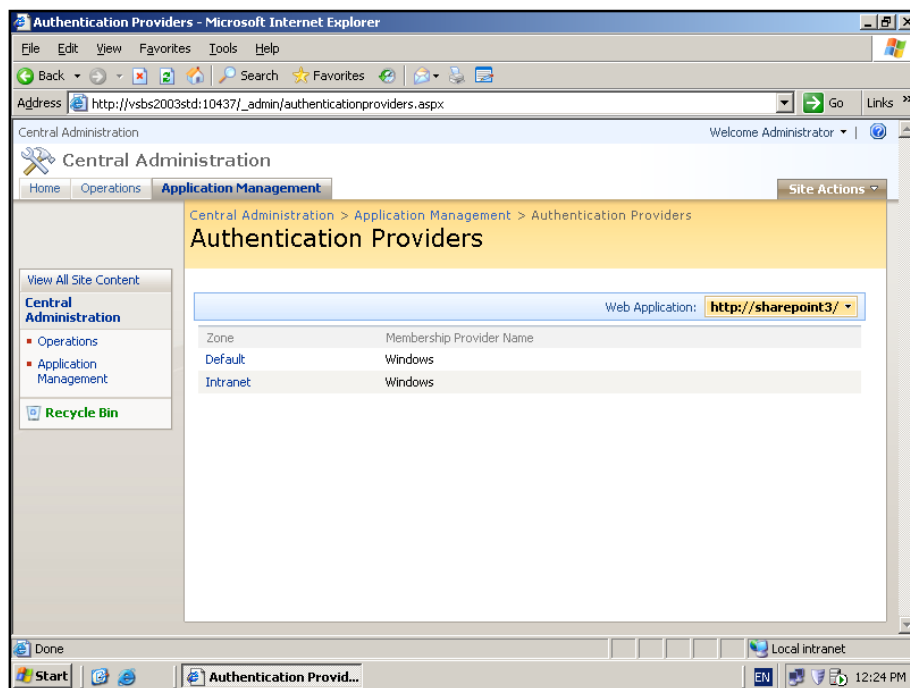 Authentication Providers - Microsoft Internet Explorer
File Edit View Favorites Tools Help
Back Search Favorites
Address http://vsbs2003std:10437/_admin/authenticationproviders.aspx Go Links »
Central Administration Welcome Administrator |
Central Administration
Home Operations Application Management Site Actions
Central Administration > Application Management > Authentication Providers
Authentication Providers
View All Site Content
Central
Administration
Operations
Application
Management
Recycle Bin
Web Application: http://sharepoint3/
Zone Membership Provider Name
Default Windows
Intranet Windows
Done Local intranet
Start Authentication Provid... EN 12:24 PM